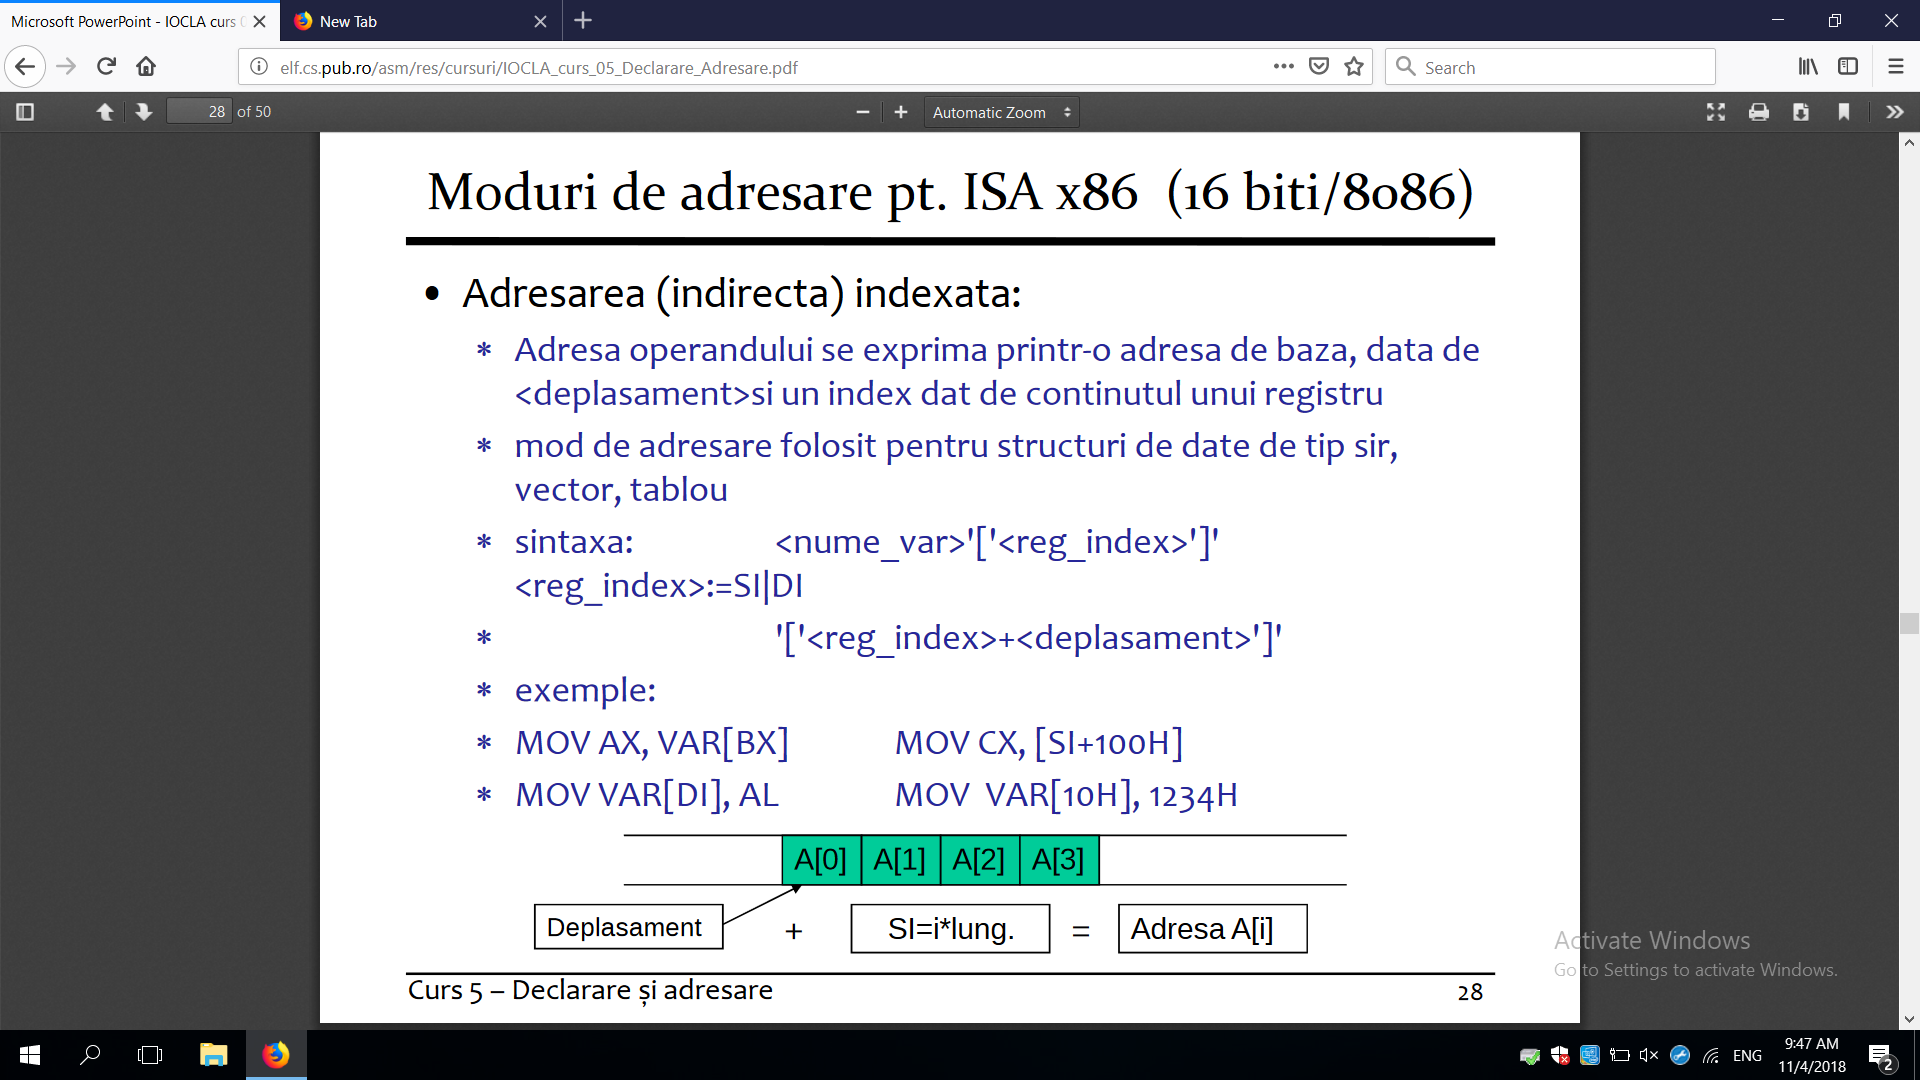 Microsoft PowerPoint - IOCLA curs
New Tab
elf.cs.pub.ro/asm/res/cursuri/IOCLA_curs_05_Declarare_Adresare.pdf
Search
28 of 50
Automatic Zoom
Moduri de adresare pt. ISA x86 (16 biti/8086)
• Adresarea (indirecta) indexata:
* Adresa operandului se exprima printr-o adresa de baza, data de
<deplasament>si un index dat de continutul unui registru
* mod de adresare folosit pentru structuri de date de tip sir,
vector, tablou
* sintaxa: <nume_var>'['<reg_index>']'
<reg_index>:=SI|DI
* '['<reg_index>+<deplasament>']'
* exemple:
* MOV AX, VAR[BX] MOV CX, [SI+100H]
* MOV VAR[DI], AL MOV VAR[10H], 1234H
A[0] A[1] A[2] A[3]
Deplasament + SI=i*lung. = Adresa A[i]
Activate Windows
Go to Settings to activate Windows.
Curs 5 – Declarare și adresare 28
9:47 AM
ENG
11/4/2018
2